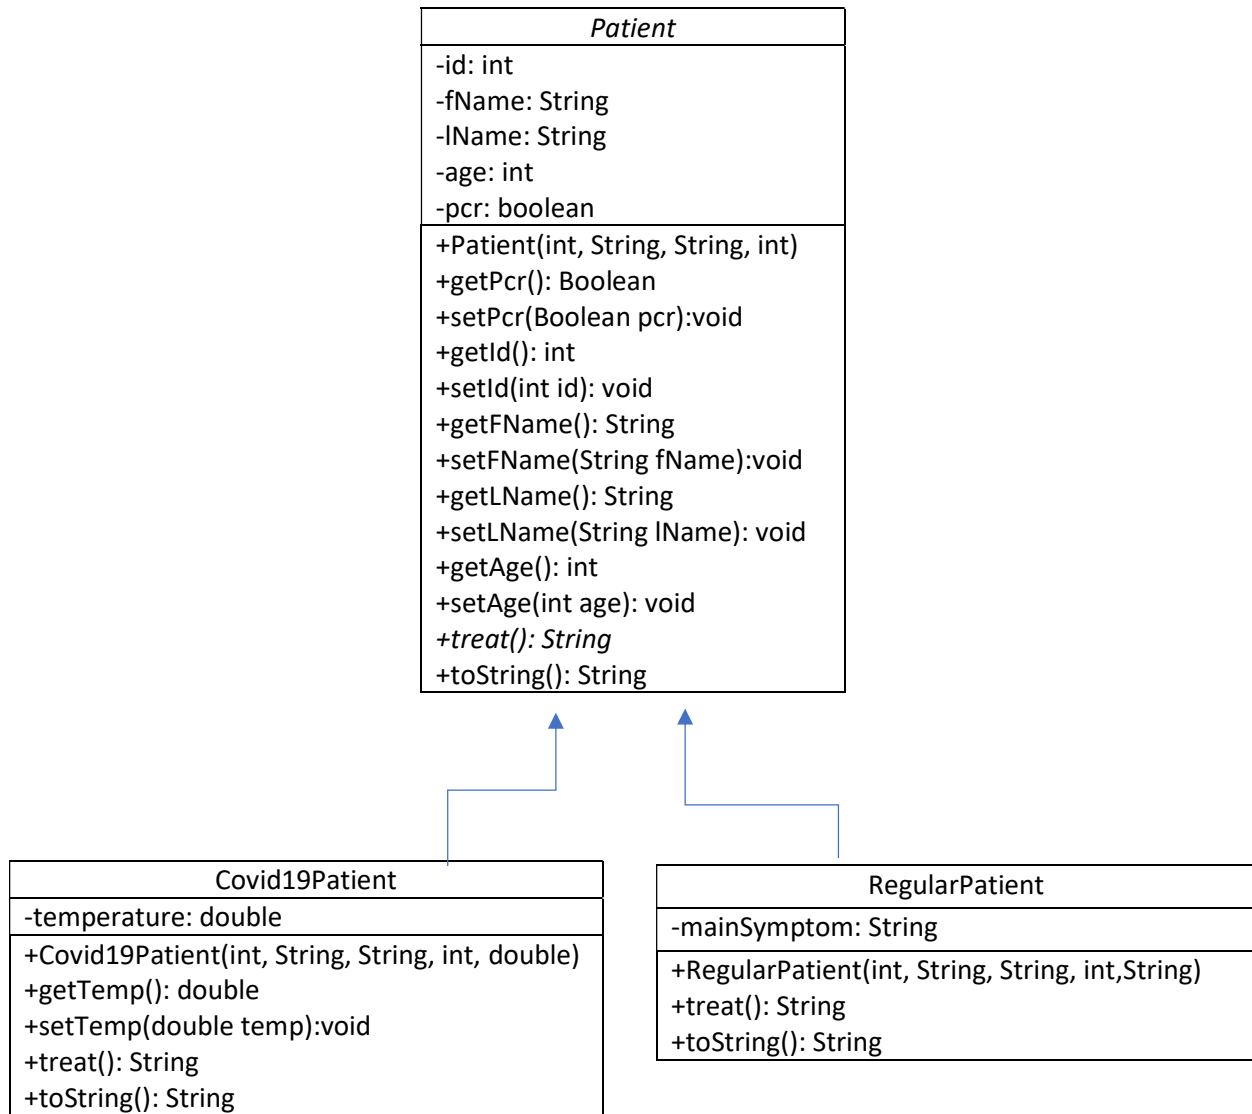 Patient
-id: int
-fName: String
-lName: String
-age: int
-pcr: boolean
+Patient(int, String, String, int)
+getPcr(): Boolean
+setPcr(Boolean pcr):void
+getId(): int
+setId(int id): void
+getFName(): String
+setFName(String fName):void
+getLName(): String
+setLName(String lName): void
+getAge(): int
+setAge(int age): void
+treat(): String
+toString(): String
Covid19Patient
-temperature: double
+Covid19Patient(int, String, String, int, double)
+getTemp(): double
+setTemp(double temp):void
+treat(): String
+toString(): String
RegularPatient
-mainSymptom: String
+RegularPatient(int, String, String, int,String)
+treat(): String
+toString(): String